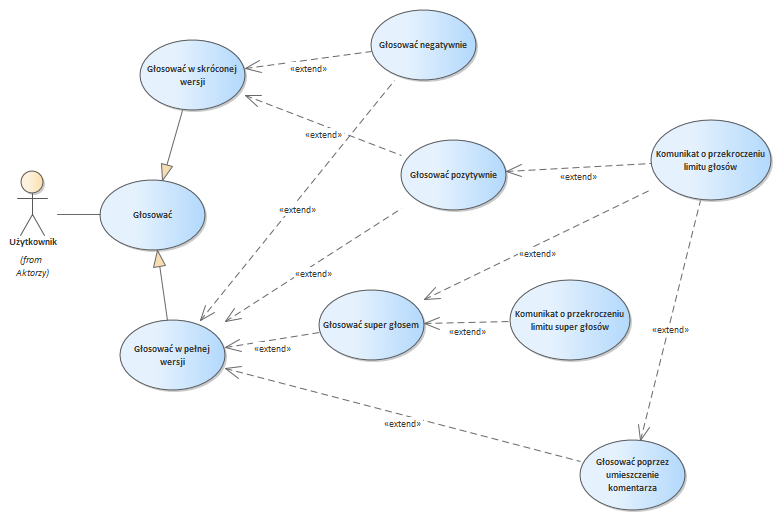 Głosować negatywnie
Głosować w skróconej
wersji
«extend»
«extend»
Komunikat o przekroczeniu
limitu głosów
Głosować pozytywnie
«extend»
Użytkownik
(from
Aktorzy)
Głosować
«extend»
«extend»
«extend»
Komunikat o przekroczeniu
limitu super głosów
Głosować super głosem
«extend»
«extend»
Głosować w pełnej
wersji
«extend»
«extend»
Głosować poprzez
umieszczenie
komentarza